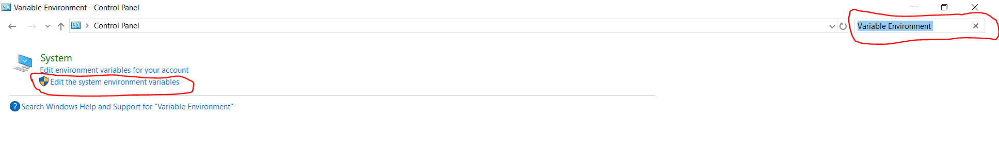 Variable Environment - Control Panel
Control Panel
Variable Environment
System
Edit environment variables for your account
Edit the system environment variables
? Search Windows Help and Support for "Variable Environment"